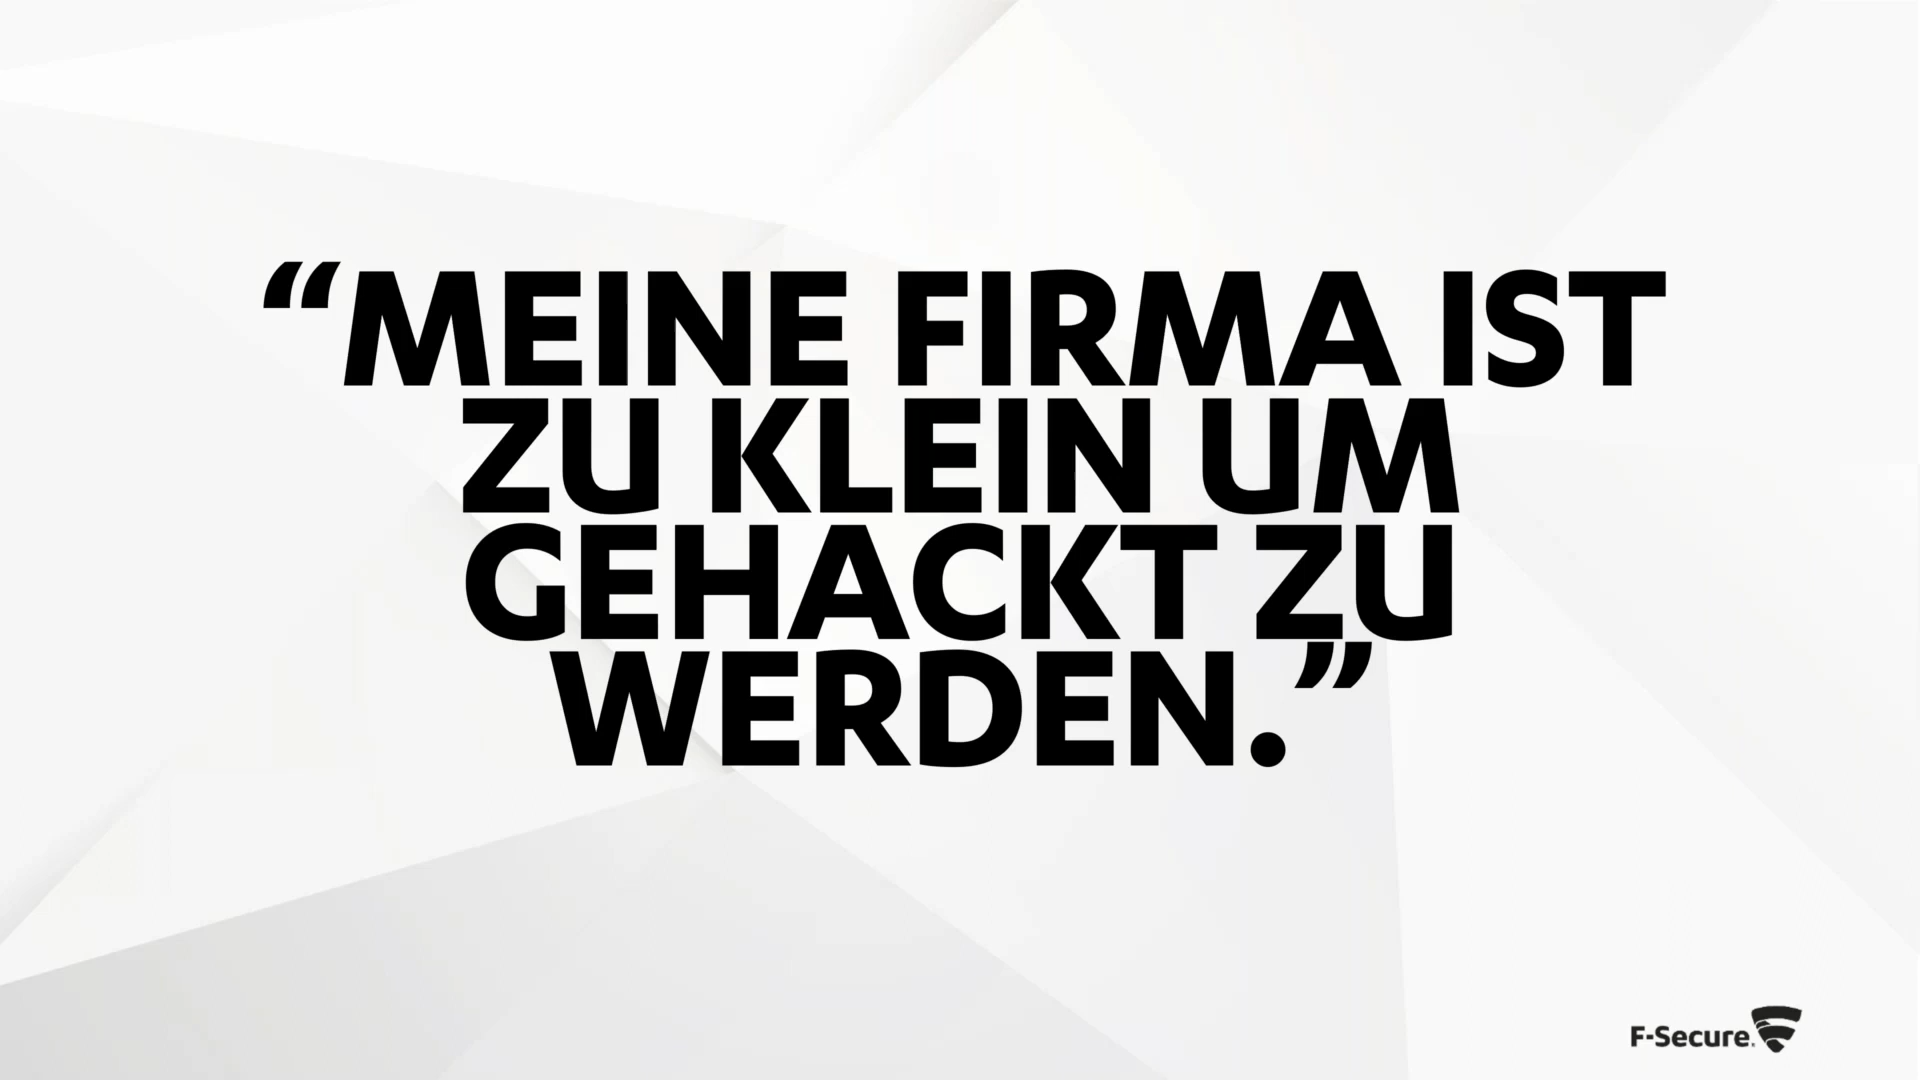 “MEINE FIRMA IST
ZU KLEIN UM
GEHACKT ZU
WERDEN.”
F-Secure.